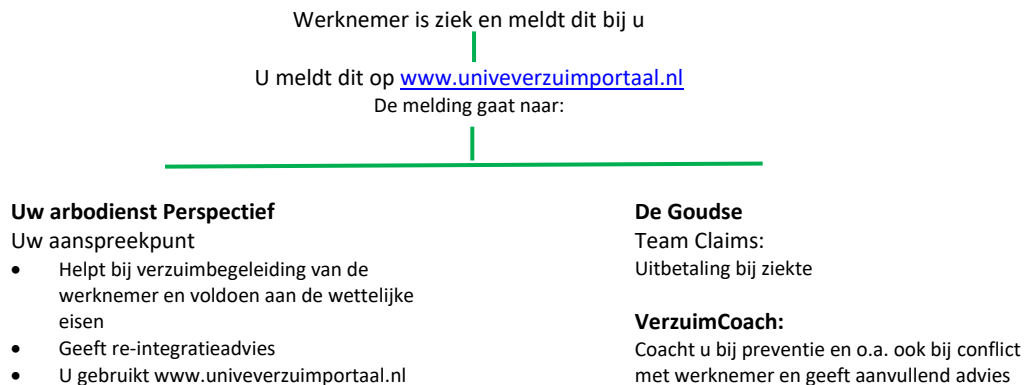 Werknemer is ziek en meldt dit bij u
U meldt dit op www.univeverzuimportaal.nl
De melding gaat naar:
Uw arbodienst Perspectief
Uw aanspreekpunt
• Helpt bij verzuimbegeleiding van de
werknemer en voldoen aan de wettelijke
eisen
• Geeft re-integratieadvies
• U gebruikt www.univeverzuimportaal.nl
De Goudse
Team Claims:
Uitbetaling bij ziekte
VerzuimCoach:
Coacht u bij preventie en o.a. ook bij conflict
met werknemer en geeft aanvullend advies